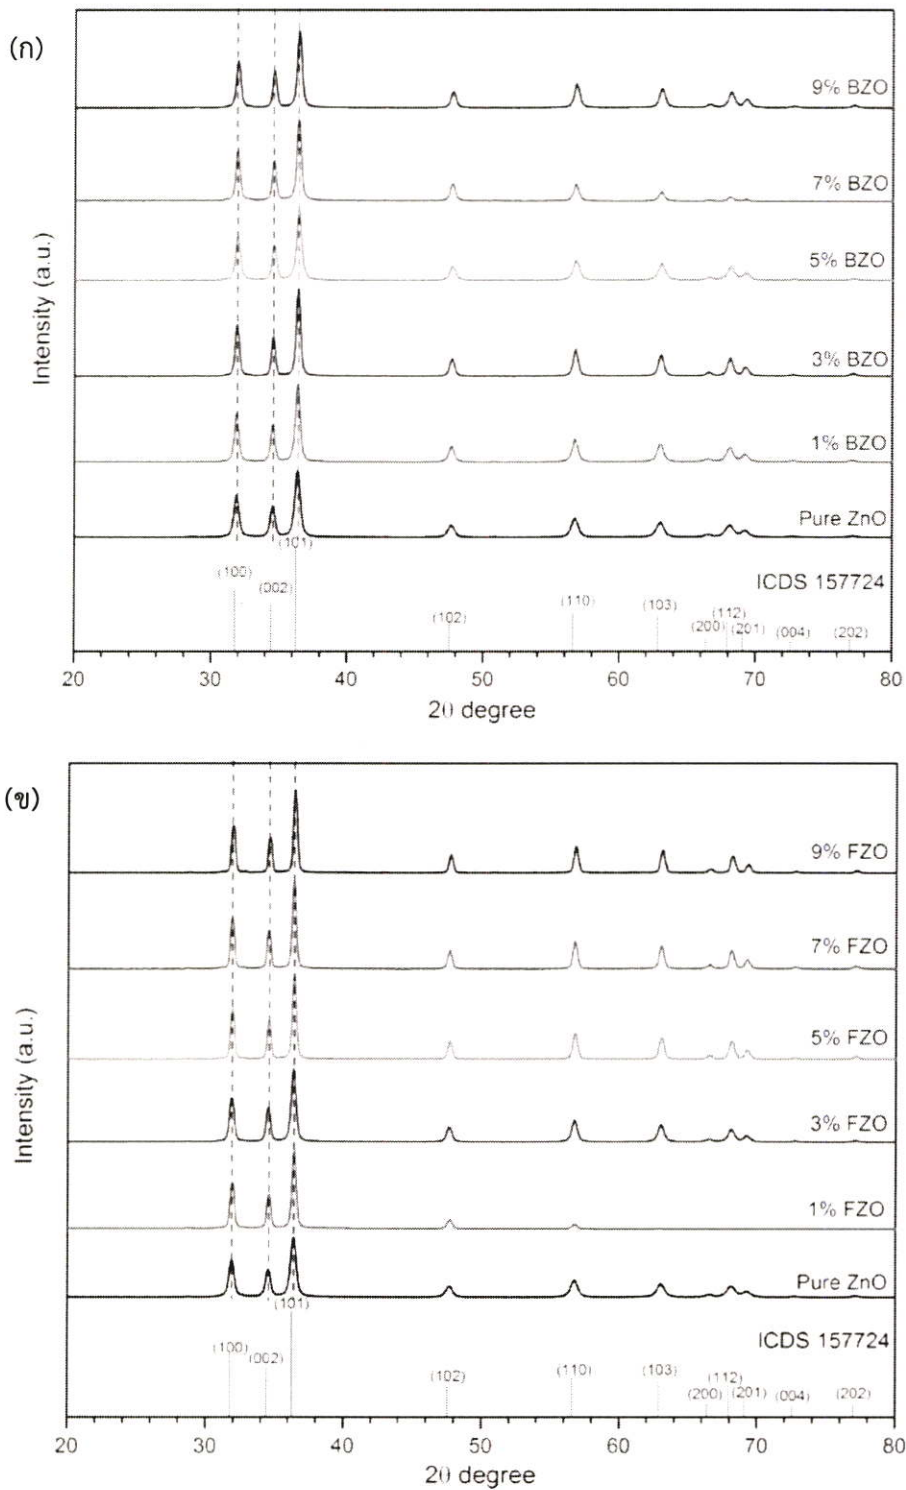 (ก)
9% BZO
7% BZO
5% BZO
3% BZO
1% BZO
Pure ZnO
ICDS 157724
(100)
(002)
(101)
(102)
(110)
(103)
(200)
(112)
(201)
(004)
(202)
Intensity (a.u.)
20 30 40 50 60 70 80
2θ degree
(ข)
9% FZO
7% FZO
5% FZO
3% FZO
1% FZO
Pure ZnO
ICDS 157724
(100)
(002)
(101)
(102)
(110)
(103)
(200)
(112)
(201)
(004)
(202)
Intensity (a.u.)
20 30 40 50 60 70 80
2θ degree